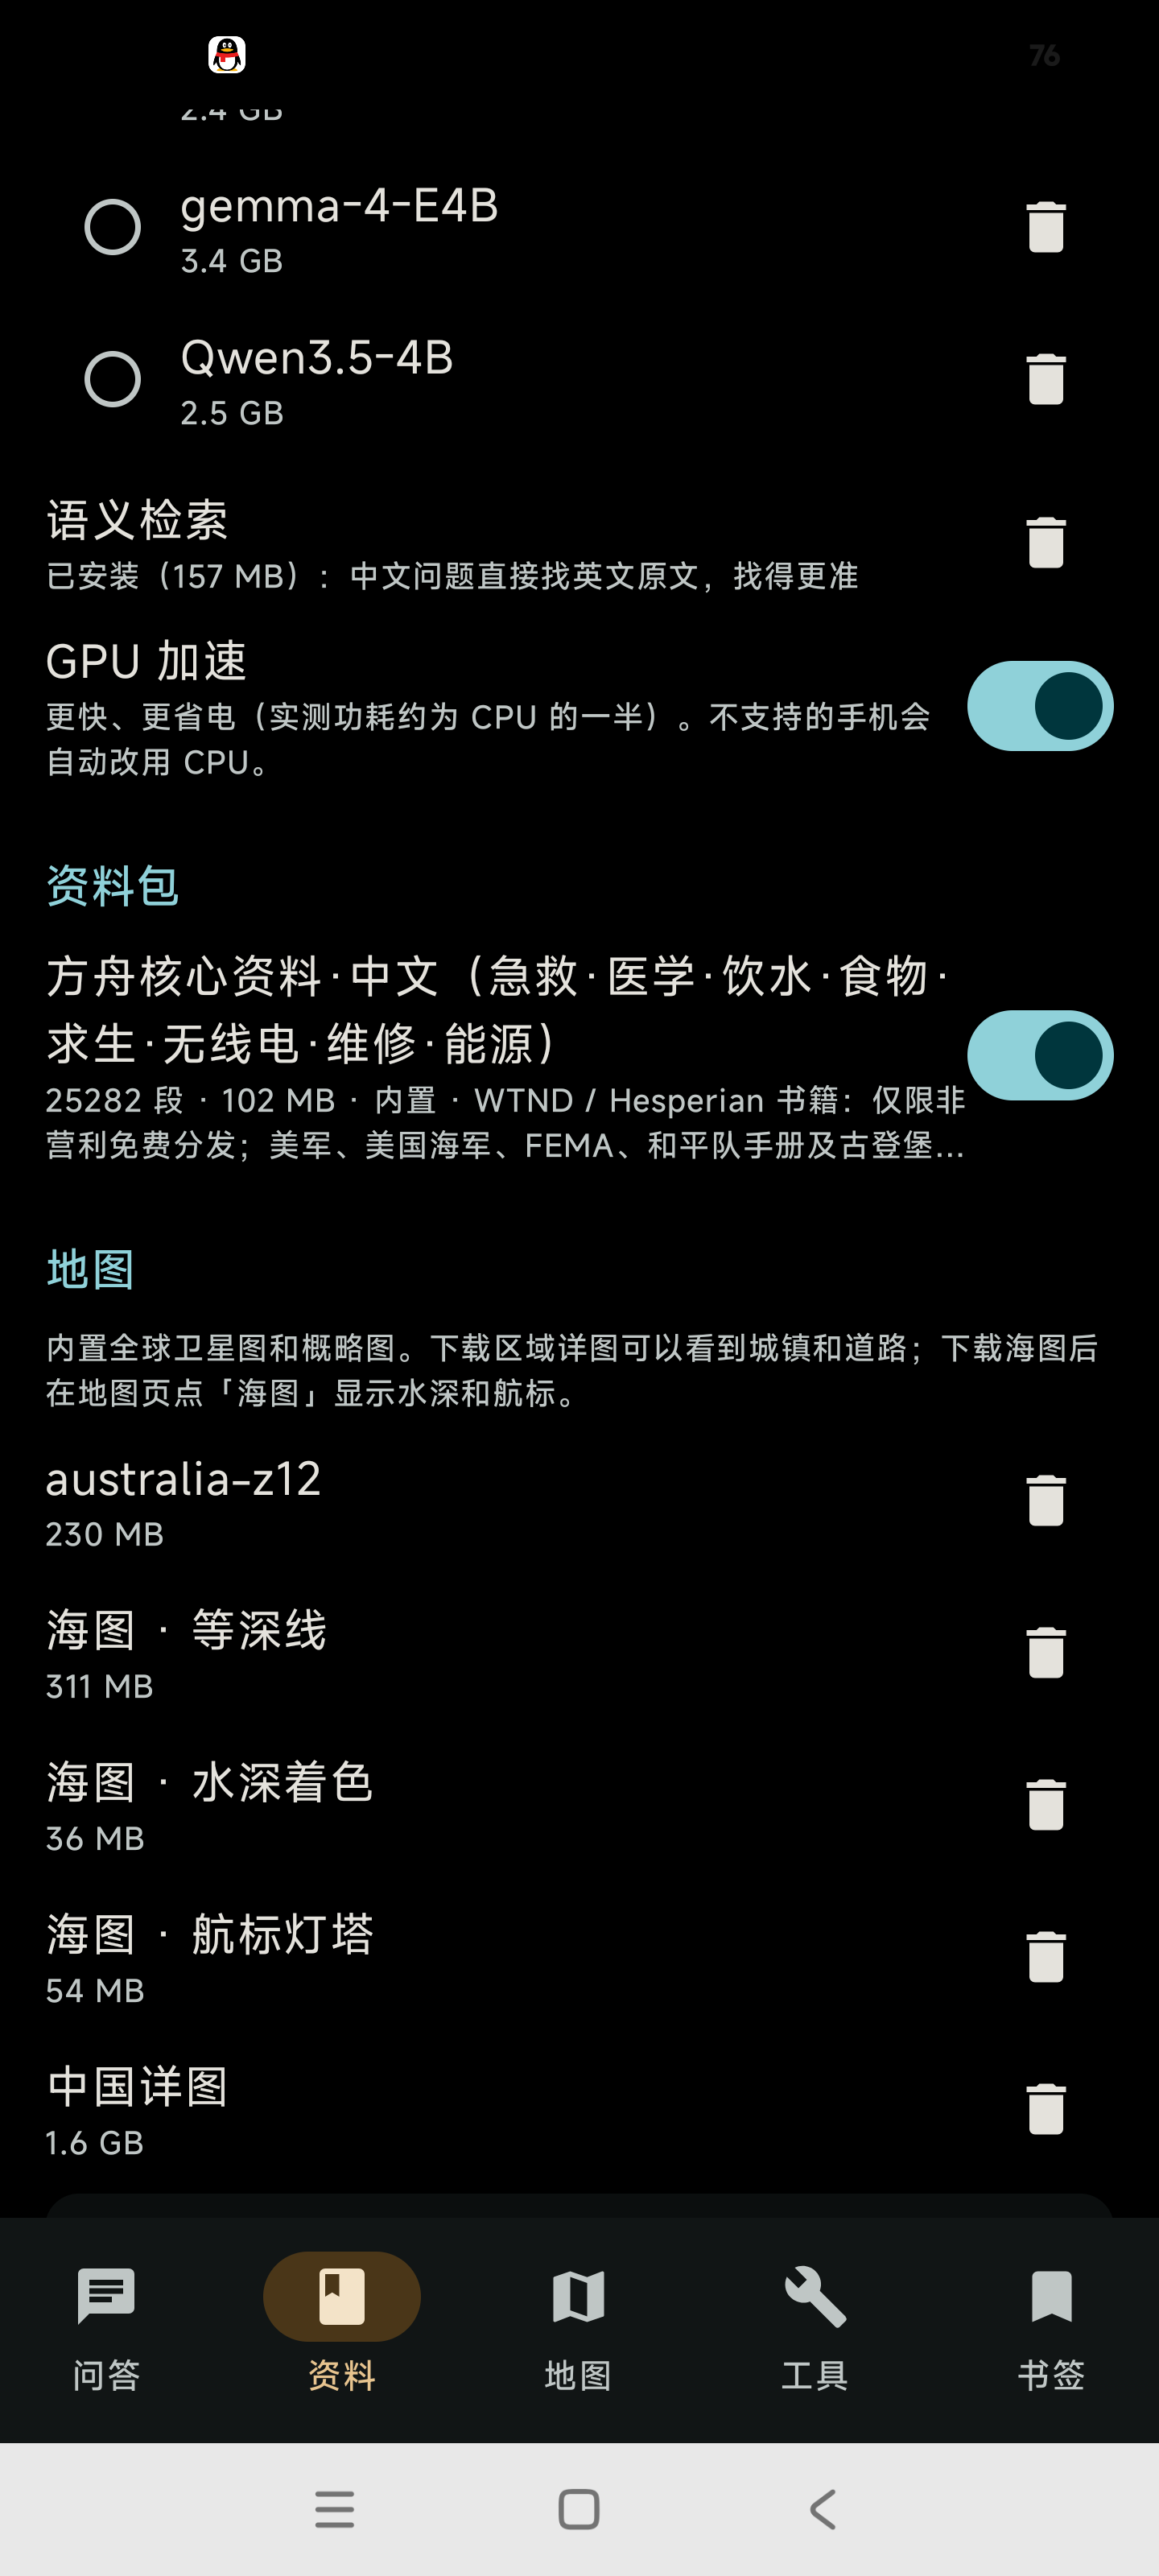 76
2.4 GB
gemma-4-E4B
3.4 GB
Qwen3.5-4B
2.5 GB
语义检索
已安装（157 MB）：中文问题直接找英文原文，找得更准
GPU 加速
更快、更省电（实测功耗约为 CPU 的一半）。不支持的手机会
自动改用 CPU。
资料包
方舟核心资料·中文（急救·医学·饮水·食物·
求生·无线电·维修·能源）
25282 段 · 102 MB · 内置 · WTND / Hesperian 书籍：仅限非
营利免费分发；美军、美国海军、FEMA、和平队手册及古登堡…
地图
内置全球卫星图和概略图。下载区域详图可以看到城镇和道路；下载海图后
在地图页点「海图」显示水深和航标。
australia-z12
230 MB
海图 · 等深线
311 MB
海图 · 水深着色
36 MB
海图 · 航标灯塔
54 MB
中国详图
1.6 GB
问答
资料
地图
工具
书签